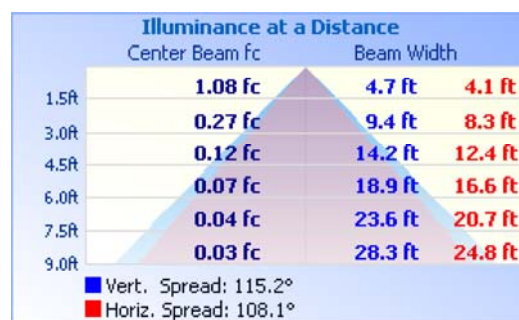 Illuminance at a Distance
Center Beam fc Beam Width
1.5ft 1.08 fc 4.7 ft 4.1 ft
3.0ft 0.27 fc 9.4 ft 8.3 ft
4.5ft 0.12 fc 14.2 ft 12.4 ft
6.0ft 0.07 fc 18.9 ft 16.6 ft
7.5ft 0.04 fc 23.6 ft 20.7 ft
9.0ft 0.03 fc 28.3 ft 24.8 ft
Vert. Spread: 115.2°
Horiz. Spread: 108.1°